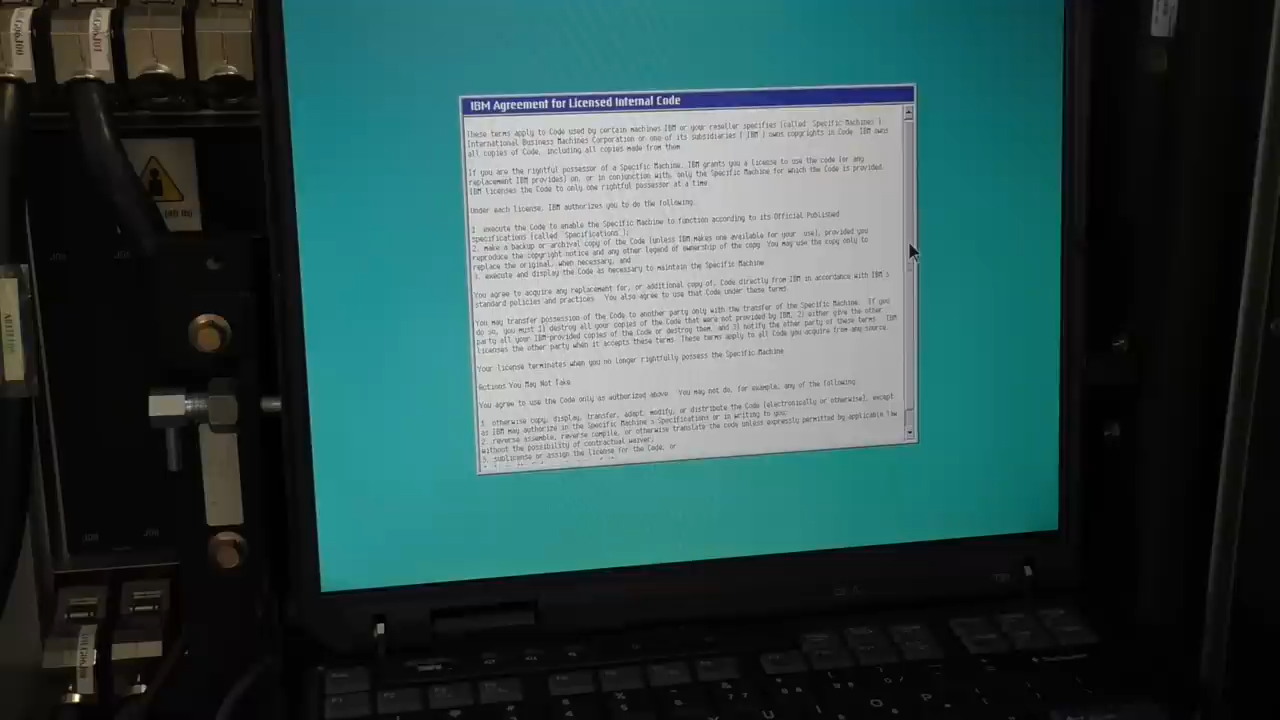 IBM Agreement for Licensed Internal Code
These terms apply to Code used by certain machines IBM or your reseller specifies (called Specific Machines ).
International Business Machines Corporation or one of its subsidiaries ( IBM ) owns copyrights in Code. IBM owns
all copies of Code, including all copies made from them.
If you are the rightful possessor of a Specific Machine, IBM grants you a license to use the code (or any
replacement IBM provides) on, or in conjunction with, only the Specific Machine for which the Code is provided.
IBM licenses the Code to only one rightful possessor at a time.
Under each license, IBM authorizes you to do the following:
1. execute the Code to enable the Specific Machine to function according to its Official Published
Specifications (called Specifications );
2. make a backup or archival copy of the Code (unless IBM makes one available for your use), provided you
reproduce the copyright notice and any other legend of ownership of the copy. You may use the copy only to
replace the original, when necessary; and
3. execute and display the Code as necessary to maintain the Specific Machine.
You agree to acquire any replacement for, or additional copy of, Code directly from IBM in accordance with IBM's
standard policies and practices. You also agree to use that Code under these terms.
You may transfer possession of the Code to another party only with the transfer of the Specific Machine. If you
do so, you must 1) destroy all your copies of the Code that were not provided by IBM, 2) either give the other
party all your IBM-provided copies of the Code or destroy them, and 3) notify the other party of these terms. IBM
licenses the other party when it accepts these terms. These terms apply to all Code you acquire from any source.
Your license terminates when you no longer rightfully possess the Specific Machine.
Actions You May Not Take
You agree to use the Code only as authorized above. You may not do, for example, any of the following:
1. otherwise copy, display, transfer, adapt, modify, or distribute the Code (electronically or otherwise), except
as IBM may authorize in the Specific Machine's Specifications or in writing to you;
2. reverse assemble, reverse compile, or otherwise translate the code unless expressly permitted by applicable law
without the possibility of contractual waiver;
3. sublicense or assign the license for the Code; or